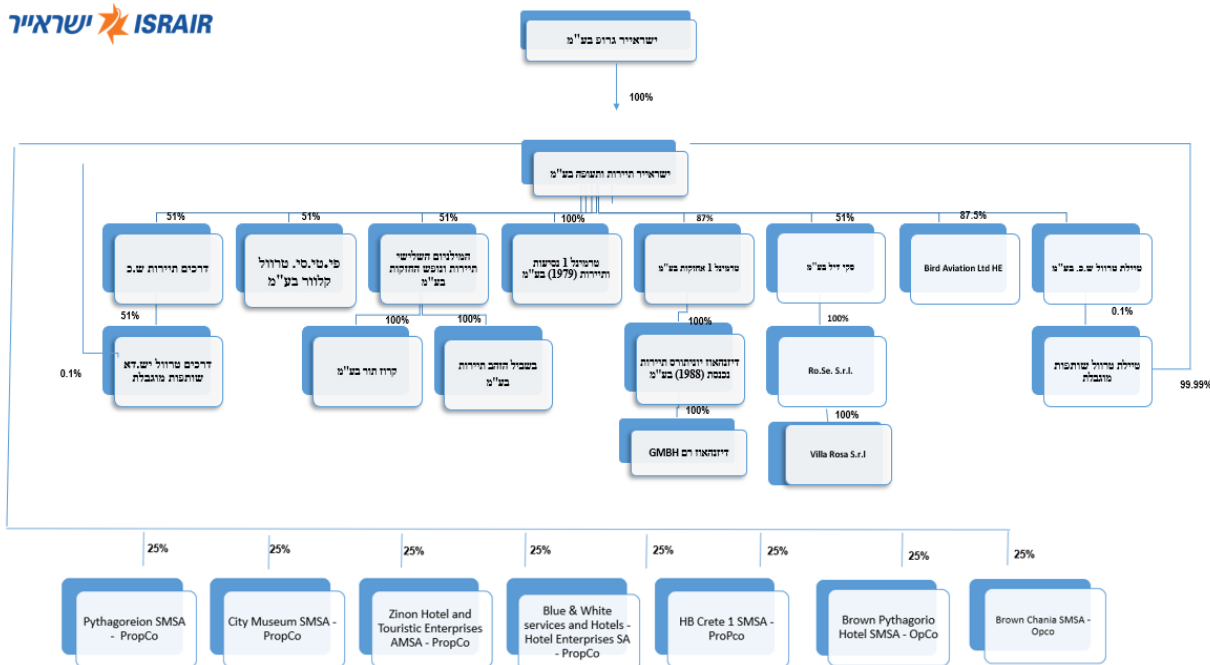 ישראייר ISRAIR
ישראייר גרופ בע"מ
100%
ישראייר תיירות ותעופה בע"מ
51%
51%
51%
100%
87%
51%
87.5%
דרכים תיירות ש.כ
פי.טי.סי. טרוול
קלוור בע"מ
המילניום השלישי
תיירות ונופש החזקות
בע"מ
טרמינל 1 נסיעות
ותיירות (1979) בע"מ
טרמינל 1 אחזקות בע"מ
סקי דיל בע"מ
Bird Aviation Ltd HE
טיילת טרוול ש.כ. בע"מ
51%
100%
100%
100%
100%
0.1%
0.1%
דרכים טרוול יש.דא
שותפות מוגבלת
קרוז תור בע"מ
בשביל הזהב תיירות
בע"מ
דיזנהאוז יוניתורס תיירות
נכנסת (1988) בע"מ
Ro.Se. S.r.l.
טיילת טרוול שותפות
מוגבלת
99.99%
100%
100%
דיזנהאוז רם GMBH
Villa Rosa S.r.l
25%
25%
25%
25%
25%
25%
25%
25%
Pythagoreion SMSA
- PropCo
City Museum SMSA -
PropCo
Zinon Hotel and
Touristic Enterprises
AMSA - PropCo
Blue & White
services and Hotels -
Hotel Enterprises SA
- PropCo
HB Crete 1 SMSA -
ProPco
Brown Pythagorio
Hotel SMSA - OpCo
Brown Chania SMSA -
Opco